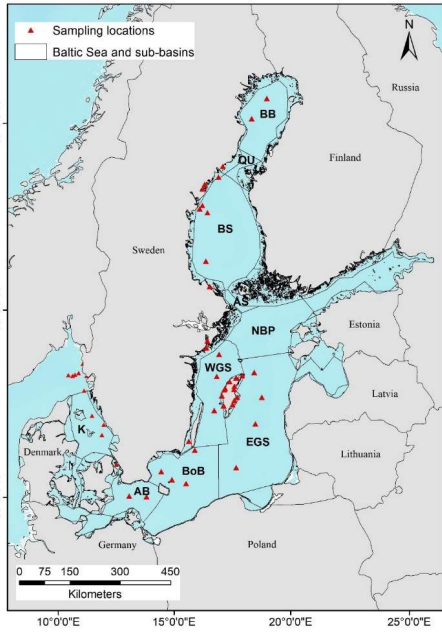 Sampling locations
Baltic Sea and sub-basins
N
Russia
BB
QU
Finland
BS
Sweden
AS
NBP
Estonia
WGS
Latvia
K
EGS
Lithuania
Denmark
BoB
AB
Germany
Poland
0 75 150 300 450
Kilometers
10°0'0"E 15°0'0"E 20°0'0"E 25°0'0"E